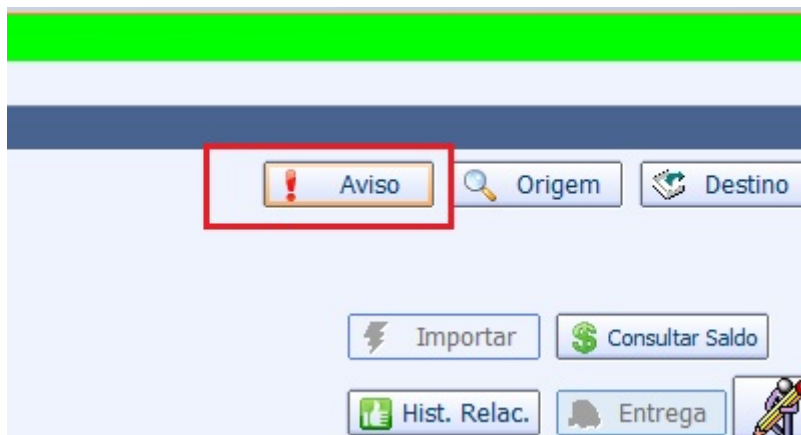 Aviso Origem Destino
Importar Consultar Saldo
Hist. Relac. Entrega